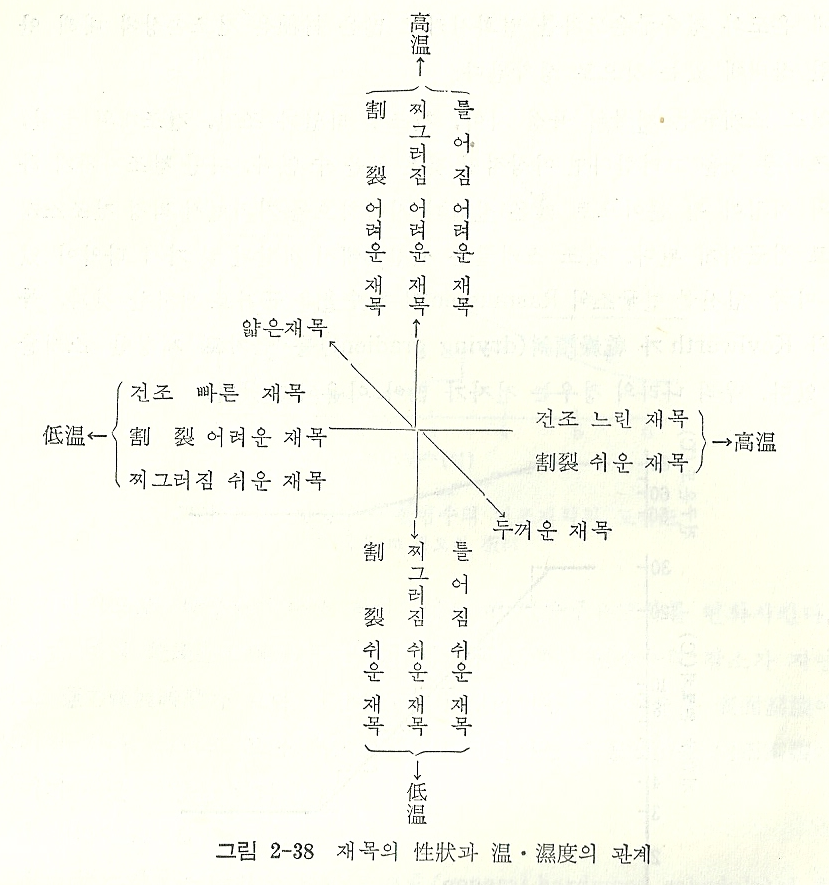 高温
割裂 어려운 재목
찌그러짐 어려운 재목
틀어짐 어려운 재목
얇은재목
건조 빠른 재목
低温
割 裂 어려운 재목
찌그러짐 쉬운 재목
건조 느린 재목
高温
割裂 쉬운 재목
두꺼운 재목
割裂 쉬운 재목
찌그러짐 쉬운 재목
틀어짐 쉬운 재목
低温
그림 2-38 재목의 性狀과 温·濕度의 관계